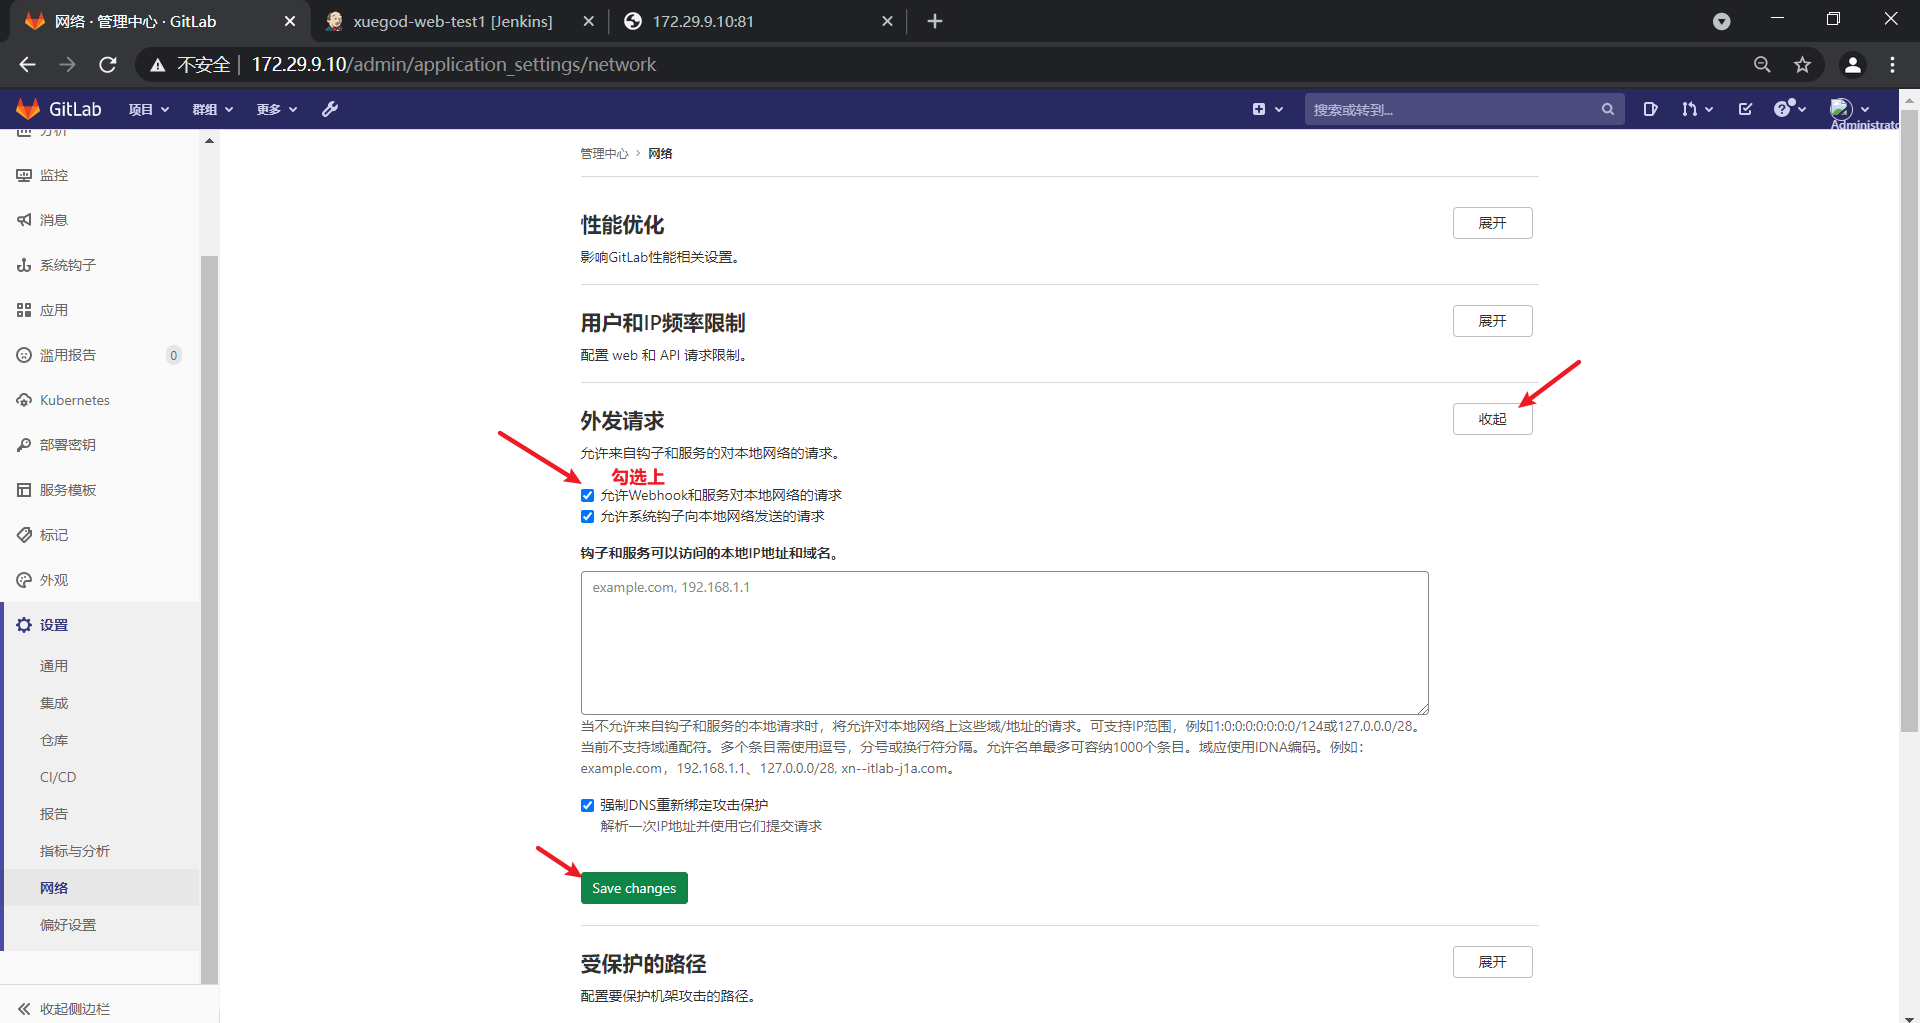 网络 · 管理中心 · GitLab
xuegod-web-test1 [Jenkins]
172.29.9.10:81
不安全
172.29.9.10/admin/application_settings/network
GitLab
项目
群组
更多
搜索或转到...
Administrato
分析
监控
消息
系统钩子
应用
滥用报告
0
Kubernetes
部署密钥
服务模板
标记
外观
设置
通用
集成
仓库
CI/CD
报告
指标与分析
网络
偏好设置
收起侧边栏
管理中心 › 网络
性能优化
展开
影响GitLab性能相关设置。
用户和IP频率限制
展开
配置 web 和 API 请求限制。
外发请求
收起
允许来自钩子和服务的对本地网络的请求。
勾选上
允许Webhook和服务对本地网络的请求
允许系统钩子向本地网络发送的请求
钩子和服务可以访问的本地IP地址和域名。
example.com, 192.168.1.1
当不允许来自钩子和服务的本地请求时，将允许对本地网络上这些域/地址的请求。可支持IP范围，例如1:0:0:0:0:0:0:0/124或127.0.0.0/28。
当前不支持域通配符。多个条目需使用逗号，分号或换行符分隔。允许名单最多可容纳1000个条目。域应使用IDNA编码。例如：
example.com，192.168.1.1、127.0.0.0/28, xn--itlab-j1a.com。
强制DNS重新绑定攻击保护
解析一次IP地址并使用它们提交请求
Save changes
受保护的路径
展开
配置要保护机架攻击的路径。